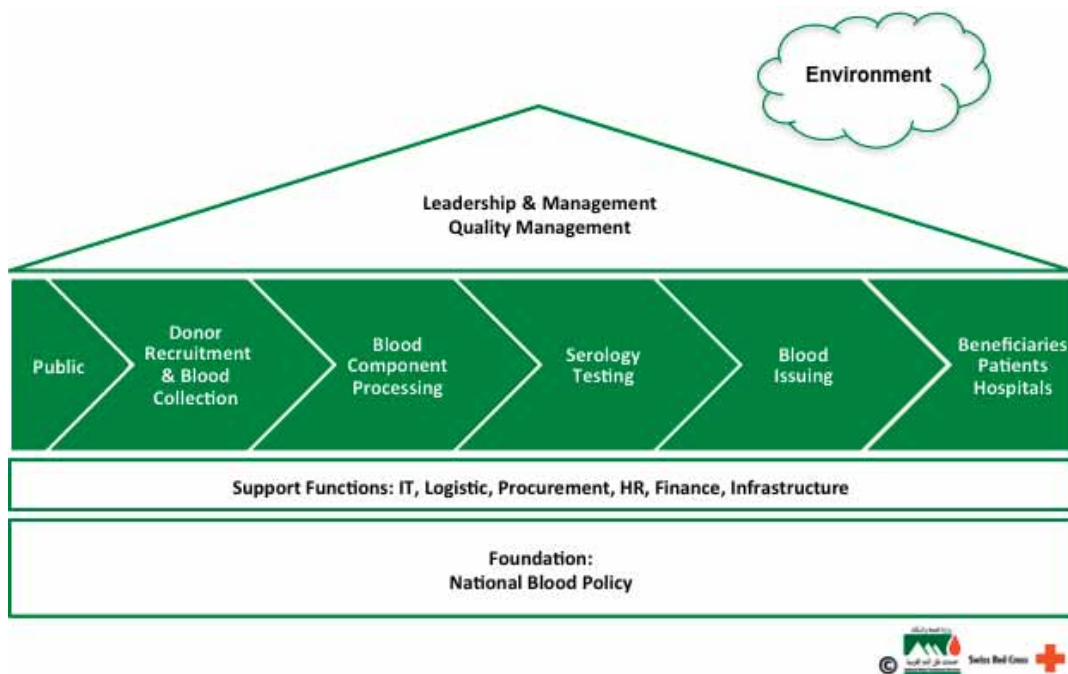 Environment
Leadership & Management
Quality Management
Public
Donor
Recruitment
& Blood
Collection
Blood
Component
Processing
Serology
Testing
Blood
Issuing
Beneficiaries
Patients
Hospitals
Support Functions: IT, Logistic, Procurement, HR, Finance, Infrastructure
Foundation:
National Blood Policy
©
Swiss Red Cross